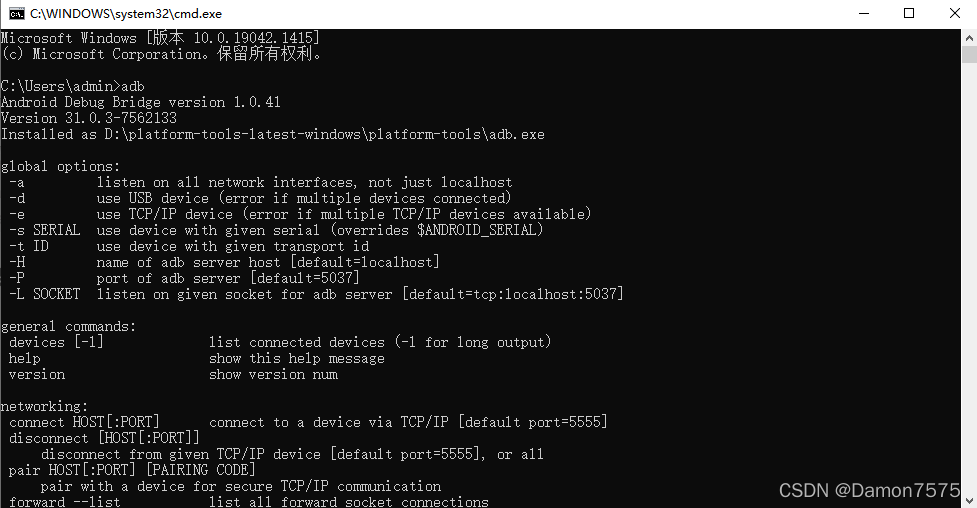 C:\WINDOWS\system32\cmd.exe
Microsoft Windows [版本 10.0.19042.1415]
(c) Microsoft Corporation。保留所有权利。
C:\Users\admin>adb
Android Debug Bridge version 1.0.41
Version 31.0.3-7562133
Installed as D:\platform-tools-latest-windows\platform-tools\adb.exe
global options:
-a listen on all network interfaces, not just localhost
-d use USB device (error if multiple devices connected)
-e use TCP/IP device (error if multiple TCP/IP devices available)
-s SERIAL use device with given serial (overrides $ANDROID_SERIAL)
-t ID use device with given transport id
-H name of adb server host [default=localhost]
-P port of adb server [default=5037]
-L SOCKET listen on given socket for adb server [default=tcp:localhost:5037]
general commands:
devices [-l] list connected devices (-l for long output)
help show this help message
version show version num
networking:
connect HOST[:PORT] connect to a device via TCP/IP [default port=5555]
disconnect [HOST[:PORT]]
disconnect from given TCP/IP device [default port=5555], or all
pair HOST[:PORT] [PAIRING CODE]
pair with a device for secure TCP/IP communication
forward --list list all forward socket connections
CSDN @Damon7575